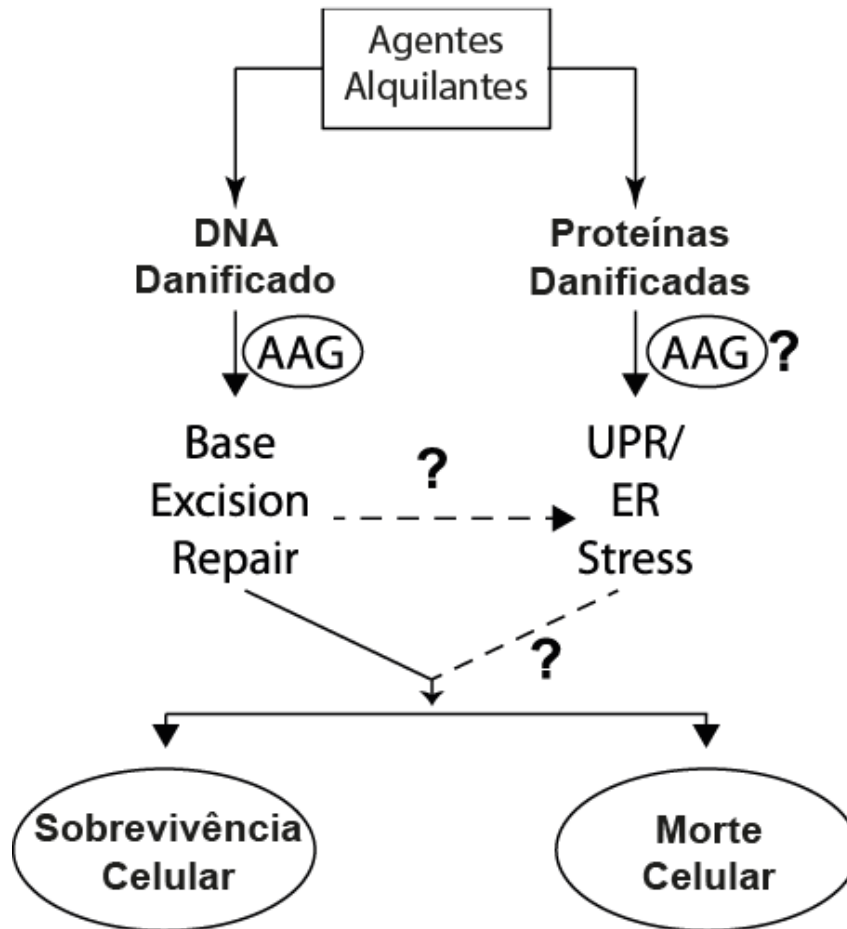 Agentes
Alquilantes
DNA
Danificado
Proteínas
Danificadas
AAG
AAG ?
Base
Excision
Repair
?
UPR/
ER
Stress
?
Sobrevivência
Celular
Morte
Celular